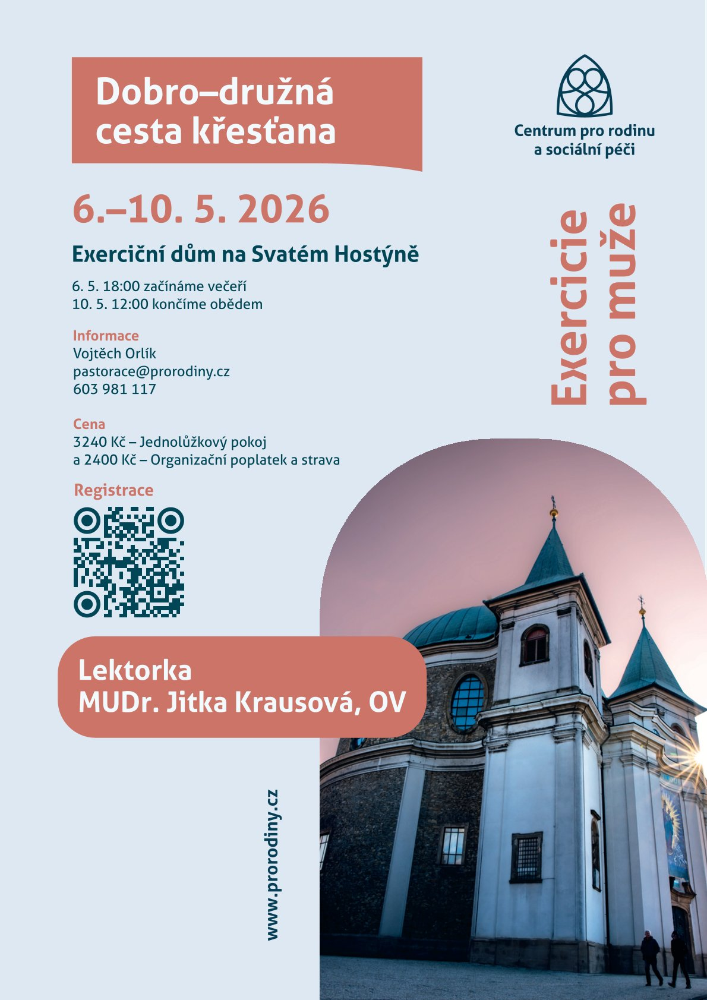 Dobro–družná
cesta křesťana
Centrum pro rodinu
a sociální péči
6.–10. 5. 2026
Exerciční dům na Svatém Hostýně
6. 5. 18:00 začínáme večeří
10. 5. 12:00 končíme obědem
Exercicie
pro muže
Informace
Vojtěch Orlík
pastorace@prorodiny.cz
603 981 117
Cena
3240 Kč – Jednolůžkový pokoj
a 2400 Kč – Organizační poplatek a strava
Registrace
Lektorka
MUDr. Jitka Krausová, OV
www.prorodiny.cz